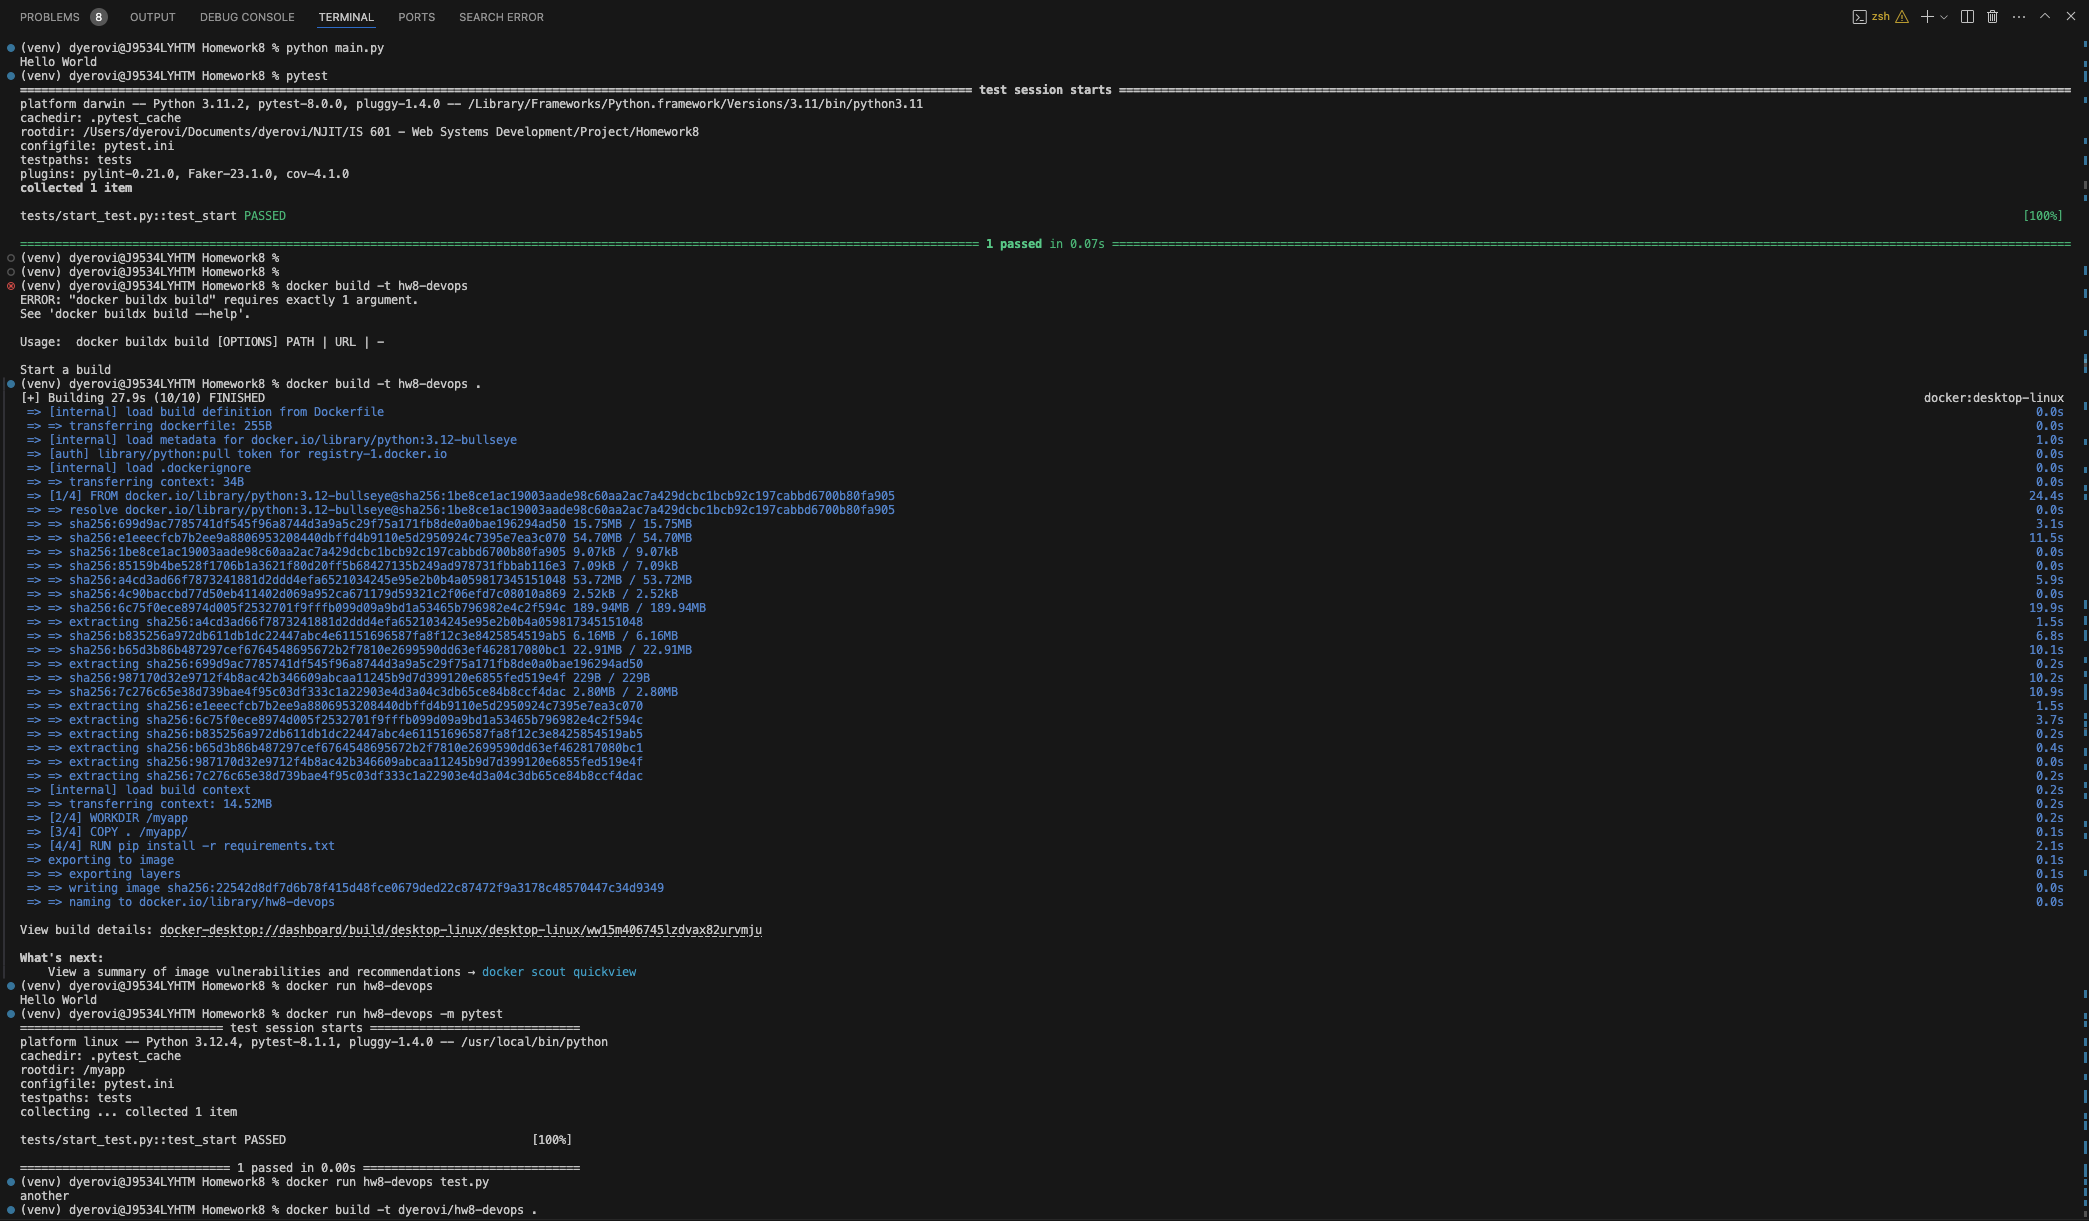 PROBLEMS 8 OUTPUT DEBUG CONSOLE TERMINAL PORTS SEARCH ERROR zsh
(venv) dyerovi@J9534LYHTM Homework8 % python main.py
Hello World
(venv) dyerovi@J9534LYHTM Homework8 % pytest
test session starts
platform darwin -- Python 3.11.2, pytest-8.0.0, pluggy-1.4.0 -- /Library/Frameworks/Python.framework/Versions/3.11/bin/python3.11
cachedir: .pytest_cache
rootdir: /Users/dyerovi/Documents/dyerovi/NJIT/IS 601 - Web Systems Development/Project/Homework8
configfile: pytest.ini
testpaths: tests
plugins: pylint-0.21.0, Faker-23.1.0, cov-4.1.0
collected 1 item
tests/start_test.py::test_start PASSED [100%]
1 passed in 0.07s
(venv) dyerovi@J9534LYHTM Homework8 %
(venv) dyerovi@J9534LYHTM Homework8 %
(venv) dyerovi@J9534LYHTM Homework8 % docker build -t hw8-devops
ERROR: "docker buildx build" requires exactly 1 argument.
See 'docker buildx build --help'.
Usage:  docker buildx build [OPTIONS] PATH | URL | -
Start a build
(venv) dyerovi@J9534LYHTM Homework8 % docker build -t hw8-devops .
[+] Building 27.9s (10/10) FINISHED docker:desktop-linux
=> [internal] load build definition from Dockerfile 0.0s
=> => transferring dockerfile: 255B 0.0s
=> [internal] load metadata for docker.io/library/python:3.12-bullseye 1.0s
=> [auth] library/python:pull token for registry-1.docker.io 0.0s
=> [internal] load .dockerignore 0.0s
=> => transferring context: 34B 0.0s
=> [1/4] FROM docker.io/library/python:3.12-bullseye@sha256:1be8ce1ac19003aade98c60aa2ac7a429dcbc1bcb92c197cabbd6700b80fa905 24.4s
=> => resolve docker.io/library/python:3.12-bullseye@sha256:1be8ce1ac19003aade98c60aa2ac7a429dcbc1bcb92c197cabbd6700b80fa905 0.0s
=> => sha256:699d9ac7785741df545f96a8744d3a9a5c29f75a171fb8de0a0bae196294ad50 15.75MB / 15.75MB 3.1s
=> => sha256:e1eeecfcb7b2ee9a8806953208440dbffd4b9110e5d2950924c7395e7ea3c070 54.70MB / 54.70MB 11.5s
=> => sha256:1be8ce1ac19003aade98c60aa2ac7a429dcbc1bcb92c197cabbd6700b80fa905 9.07kB / 9.07kB 0.0s
=> => sha256:85159b4be528f1706b1a3621f80d20ff5b68427135b249ad978731fbbab116e3 7.09kB / 7.09kB 0.0s
=> => sha256:a4cd3ad66f7873241881d2ddd4efa6521034245e95e2b0b4a059817345151048 53.72MB / 53.72MB 5.9s
=> => sha256:4c90baccbd77d50eb411402d069a952ca671179d59321c2f06efd7c08010a869 2.52kB / 2.52kB 0.0s
=> => sha256:6c75f0ece8974d005f2532701f9fffb099d09a9bd1a53465b796982e4c2f594c 189.94MB / 189.94MB 19.9s
=> => extracting sha256:a4cd3ad66f7873241881d2ddd4efa6521034245e95e2b0b4a059817345151048 1.5s
=> => sha256:b835256a972db611db1dc22447abc4e61151696587fa8f12c3e8425854519ab5 6.16MB / 6.16MB 6.8s
=> => sha256:b65d3b86b487297cef6764548695672b2f7810e2699590dd63ef462817080bc1 22.91MB / 22.91MB 10.1s
=> => extracting sha256:699d9ac7785741df545f96a8744d3a9a5c29f75a171fb8de0a0bae196294ad50 0.2s
=> => sha256:987170d32e9712f4b8ac42b346609abcaa11245b9d7d399120e6855fed519e4f 229B / 229B 10.2s
=> => sha256:7c276c65e38d739bae4f95c03df333c1a22903e4d3a04c3db65ce84b8ccf4dac 2.80MB / 2.80MB 10.9s
=> => extracting sha256:e1eeecfcb7b2ee9a8806953208440dbffd4b9110e5d2950924c7395e7ea3c070 1.5s
=> => extracting sha256:6c75f0ece8974d005f2532701f9fffb099d09a9bd1a53465b796982e4c2f594c 3.7s
=> => extracting sha256:b835256a972db611db1dc22447abc4e61151696587fa8f12c3e8425854519ab5 0.2s
=> => extracting sha256:b65d3b86b487297cef6764548695672b2f7810e2699590dd63ef462817080bc1 0.4s
=> => extracting sha256:987170d32e9712f4b8ac42b346609abcaa11245b9d7d399120e6855fed519e4f 0.0s
=> => extracting sha256:7c276c65e38d739bae4f95c03df333c1a22903e4d3a04c3db65ce84b8ccf4dac 0.2s
=> [internal] load build context 0.2s
=> => transferring context: 14.52MB 0.2s
=> [2/4] WORKDIR /myapp 0.2s
=> [3/4] COPY . /myapp/ 0.1s
=> [4/4] RUN pip install -r requirements.txt 2.1s
=> exporting to image 0.1s
=> => exporting layers 0.1s
=> => writing image sha256:22542d8df7d6b78f415d48fce0679ded22c87472f9a3178c48570447c34d9349 0.0s
=> => naming to docker.io/library/hw8-devops 0.0s
View build details: docker-desktop://dashboard/build/desktop-linux/desktop-linux/ww15m406745lzdvax82urvmju
What's next:
View a summary of image vulnerabilities and recommendations → docker scout quickview
(venv) dyerovi@J9534LYHTM Homework8 % docker run hw8-devops
Hello World
(venv) dyerovi@J9534LYHTM Homework8 % docker run hw8-devops -m pytest
============================= test session starts ==============================
platform linux -- Python 3.12.4, pytest-8.1.1, pluggy-1.4.0 -- /usr/local/bin/python
cachedir: .pytest_cache
rootdir: /myapp
configfile: pytest.ini
testpaths: tests
collecting ... collected 1 item
tests/start_test.py::test_start PASSED [100%]
============================== 1 passed in 0.00s ===============================
(venv) dyerovi@J9534LYHTM Homework8 % docker run hw8-devops test.py
another
(venv) dyerovi@J9534LYHTM Homework8 % docker build -t dyerovi/hw8-devops .